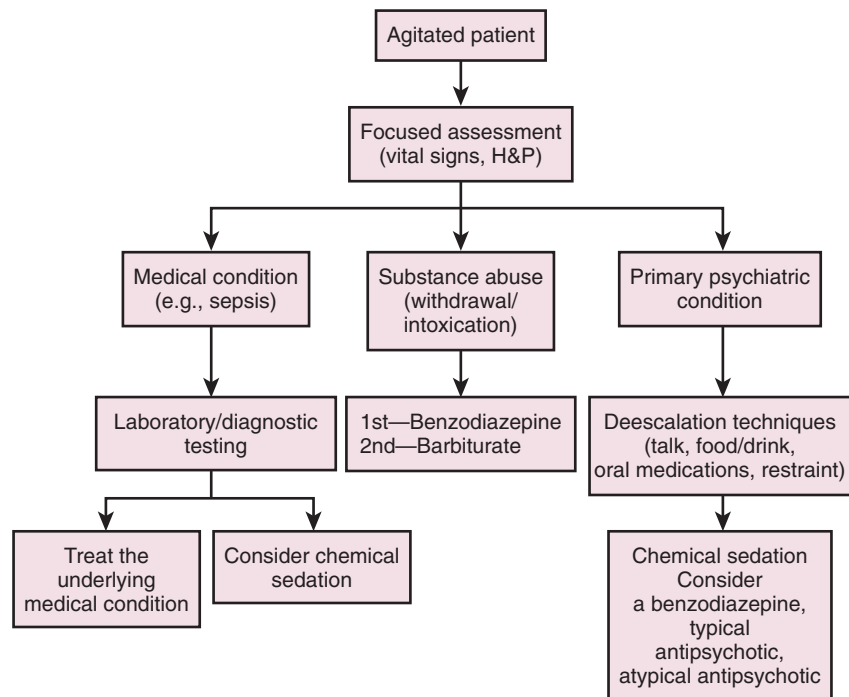 Agitated patient
Focused assessment
(vital signs, H&P)
Medical condition
(e.g., sepsis)
Substance abuse
(withdrawal/
intoxication)
Primary psychiatric
condition
Laboratory/diagnostic
testing
1st—Benzodiazepine
2nd—Barbiturate
Deescalation techniques
(talk, food/drink,
oral medications, restraint)
Treat the
underlying
medical condition
Consider chemical
sedation
Chemical sedation
Consider
a benzodiazepine,
typical
antipsychotic,
atypical antipsychotic